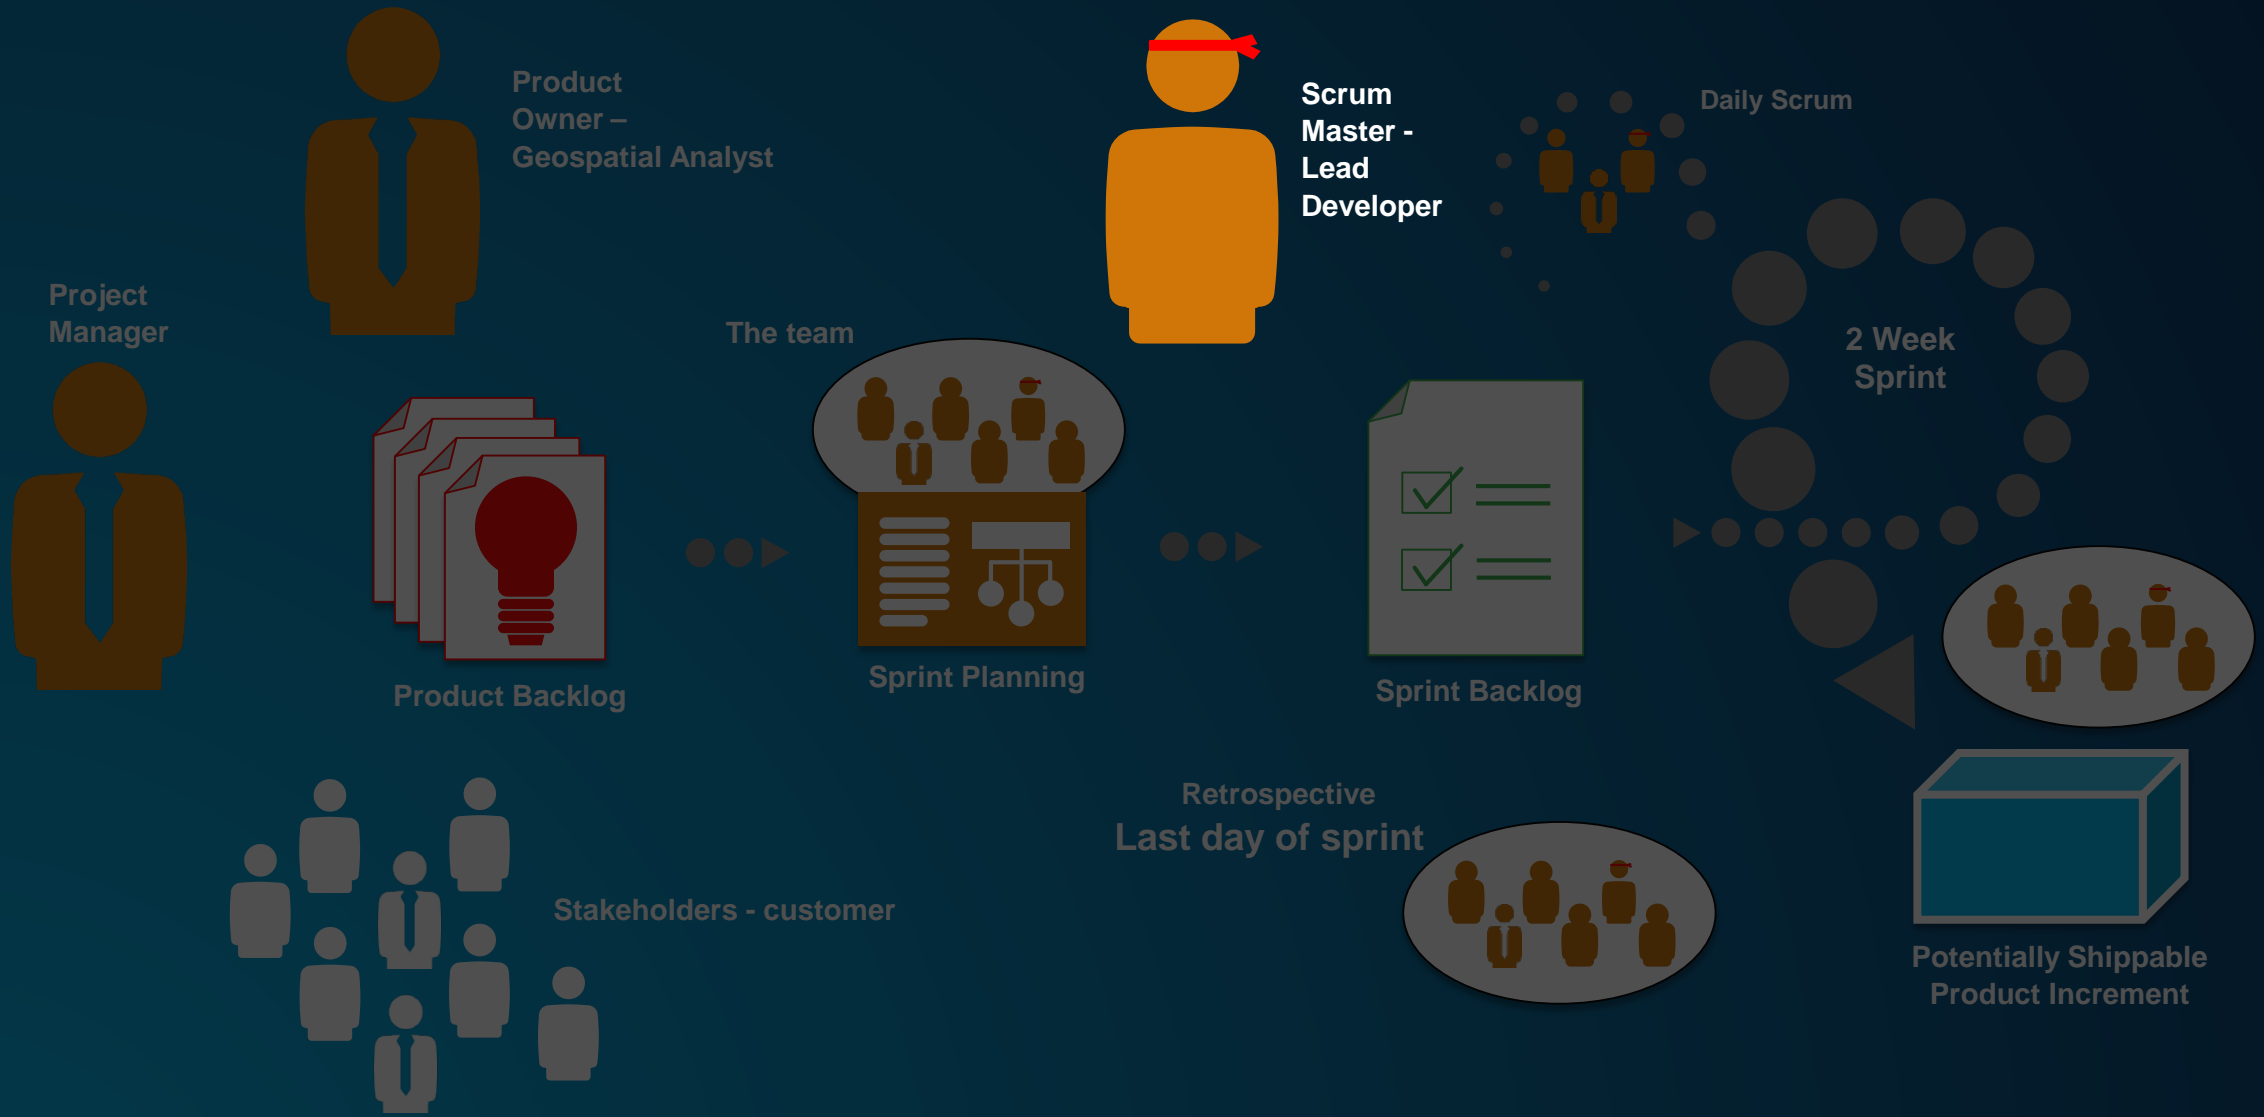 Product
Owner –
Geospatial Analyst
Scrum
Master -
Lead
Developer
Daily Scrum
Project
Manager
The team
2 Week
Sprint
Product Backlog
Sprint Planning
Sprint Backlog
Retrospective
Last day of sprint
Stakeholders - customer
Potentially Shippable
Product Increment